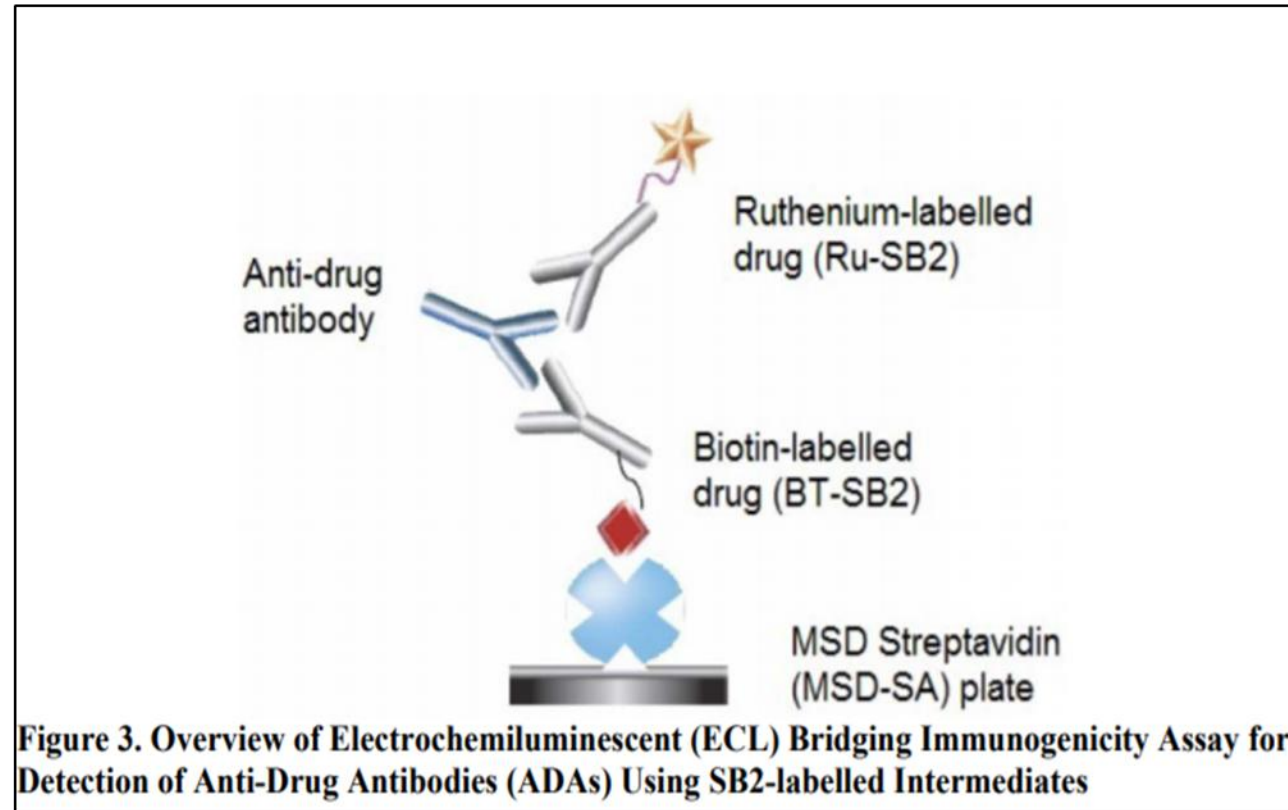 Ruthenium-labelled
drug (Ru-SB2)
Anti-drug
antibody
Biotin-labelled
drug (BT-SB2)
MSD Streptavidin
(MSD-SA) plate
Figure 3. Overview of Electrochemiluminescent (ECL) Bridging Immunogenicity Assay for
Detection of Anti-Drug Antibodies (ADAs) Using SB2-labelled Intermediates